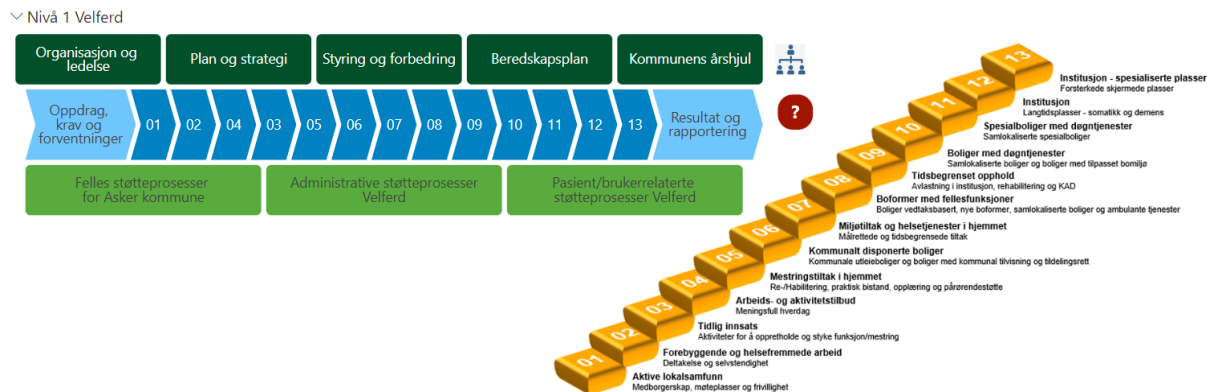 Nivå 1 Velferd
Organisasjon og
ledelse
Plan og strategi
Styring og forbedring
Beredskapsplan
Kommunens årshjul
Oppdrag,
krav og
forventninger
01
02
04
03
05
06
07
08
09
10
11
12
13
Resultat og
rapportering
?
Felles støtteprosesser
for Asker kommune
Administrative støtteprosesser
Velferd
Pasient/brukerrelaterte
støtteprosesser Velferd
13
Institusjon - spesialiserte plasser
Forsterkede skjermede plasser
12
Institusjon
Langtidsplasser - somatikk og demens
11
Spesialboliger med døgntjenester
Samlokaliserte spesialboliger
10
Boliger med døgntjenester
Samlokaliserte boliger og boliger med tilpasset bomiljø
09
Tidsbegrenset opphold
Avlastning i institusjon, rehabilitering og KAD
08
Boformer med fellesfunksjoner
Boliger vedtaksbasert, nye boformer, samlokaliserte boliger og ambulante tjenester
07
Miljøtiltak og helsetjenester i hjemmet
Målrettede og tidsbegrensede tiltak
06
Kommunalt disponerte boliger
Kommunale utleieboliger og boliger med kommunal tilvisning og tildelingsrett
05
Mestringstiltak i hjemmet
Re-/Habilitering, praktisk bistand, opplæring og pårørendestøtte
04
Arbeids- og aktivitetstilbud
Meningsfull hverdag
03
Tidlig innsats
Aktiviteter for å oppretholde og styke funksjon/mestring
02
Forebyggende og helsefremmede arbeid
Deltakelse og selvstendighet
01
Aktive lokalsamfunn
Medborgerskap, møteplasser og frivillighet